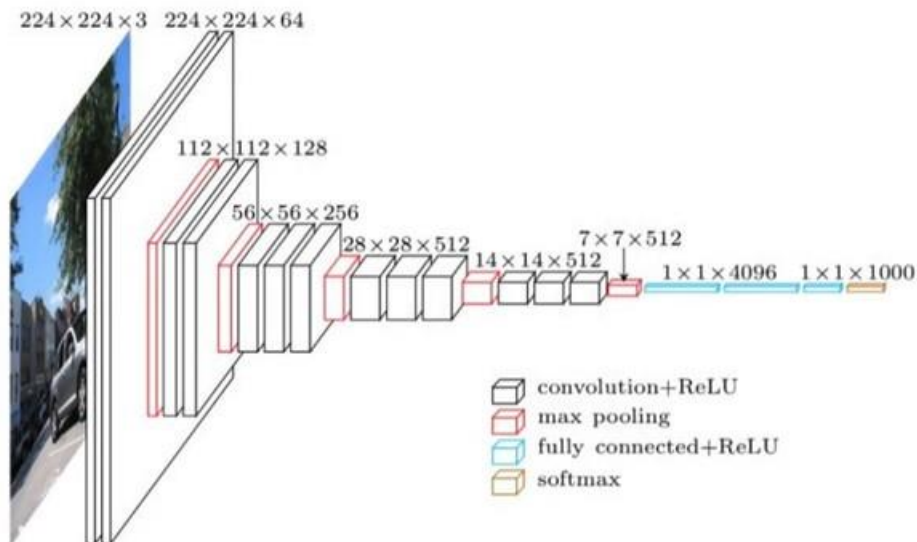 224 × 224 × 3   224 × 224 × 64
112 × 112 × 128
56 × 56 × 256
28 × 28 × 512
14 × 14 × 512
7 × 7 × 512
1 × 1 × 4096   1 × 1 × 1000
convolution+ReLU
max pooling
fully connected+ReLU
softmax